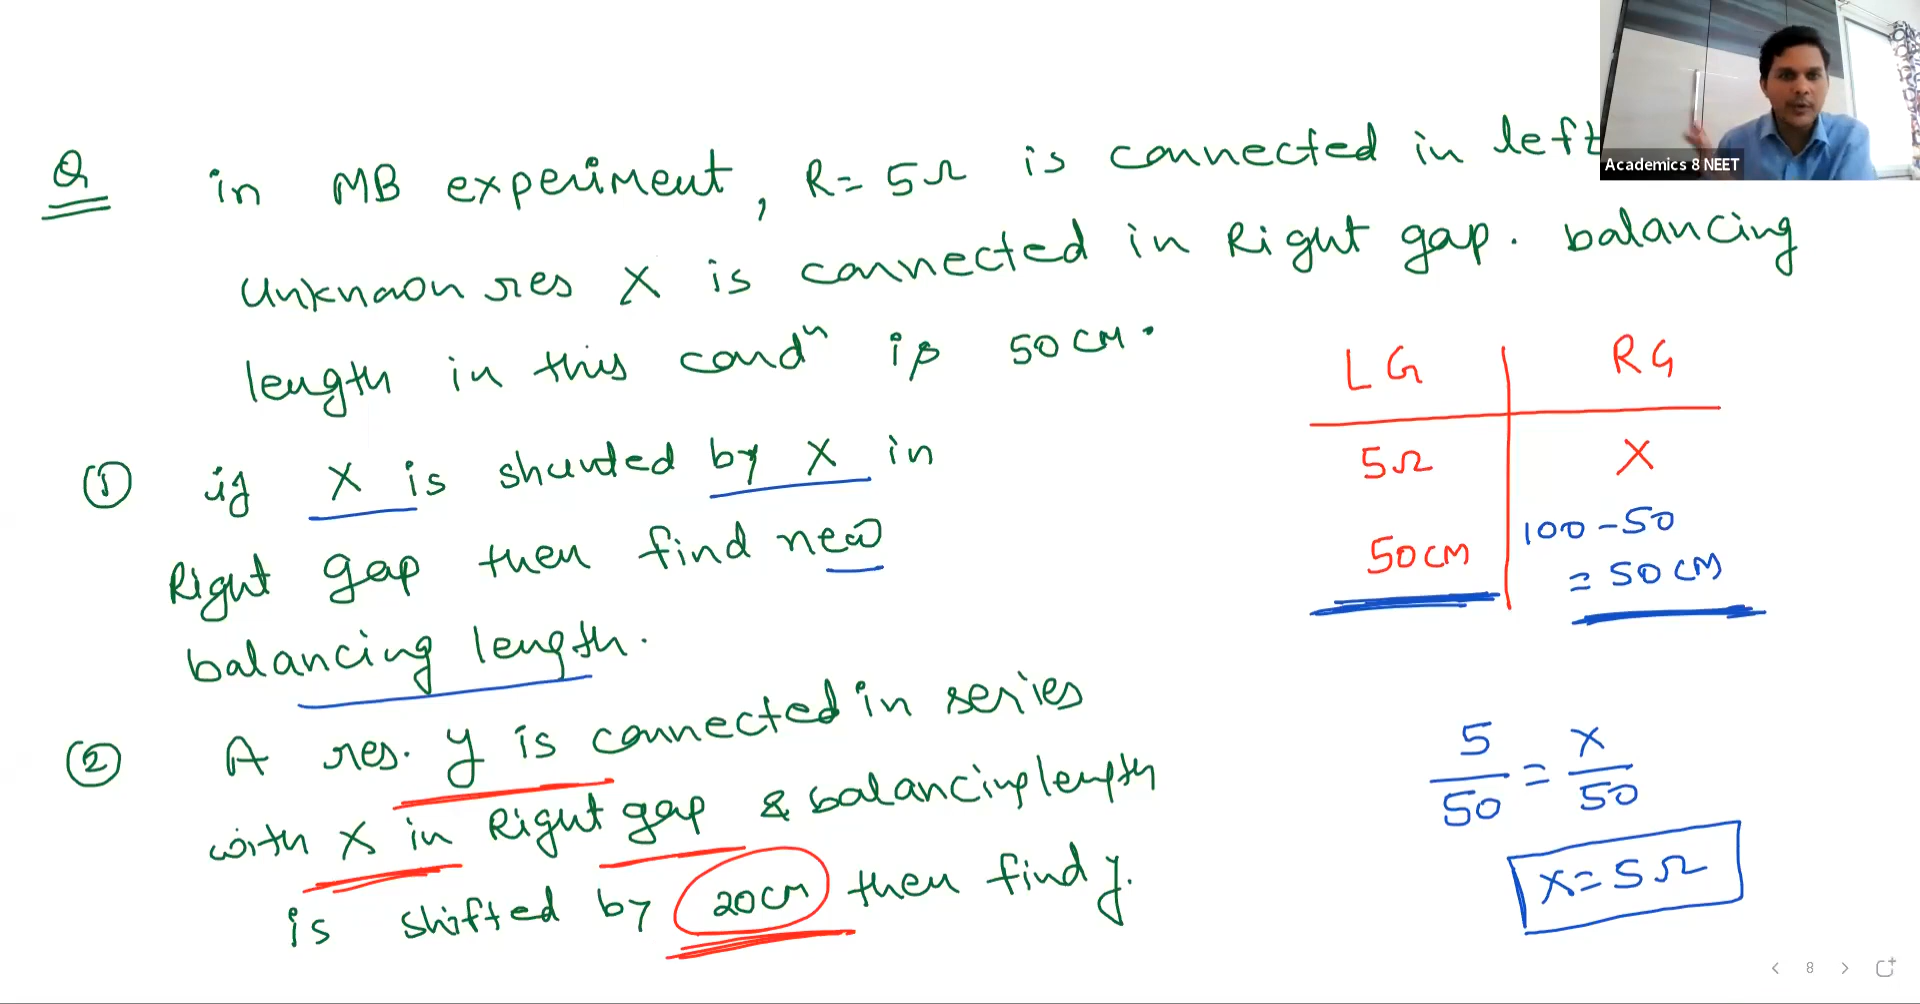 Academics 8 NEET
Q in MB experiment, R= 5Ω is connected in left
Unknown res X is connected in Right gap. balancing
length in this condⁿ is 50 cm.
① if X is shunted by X in
Right gap then find new
balancing length.
② A res. y is connected in series
with X in Right gap & balancing length
is shifted by 20cm then find y.
LG RG
5Ω X
50cm 100-50
= 50 cm
5/50 = X/50
X=5Ω
8